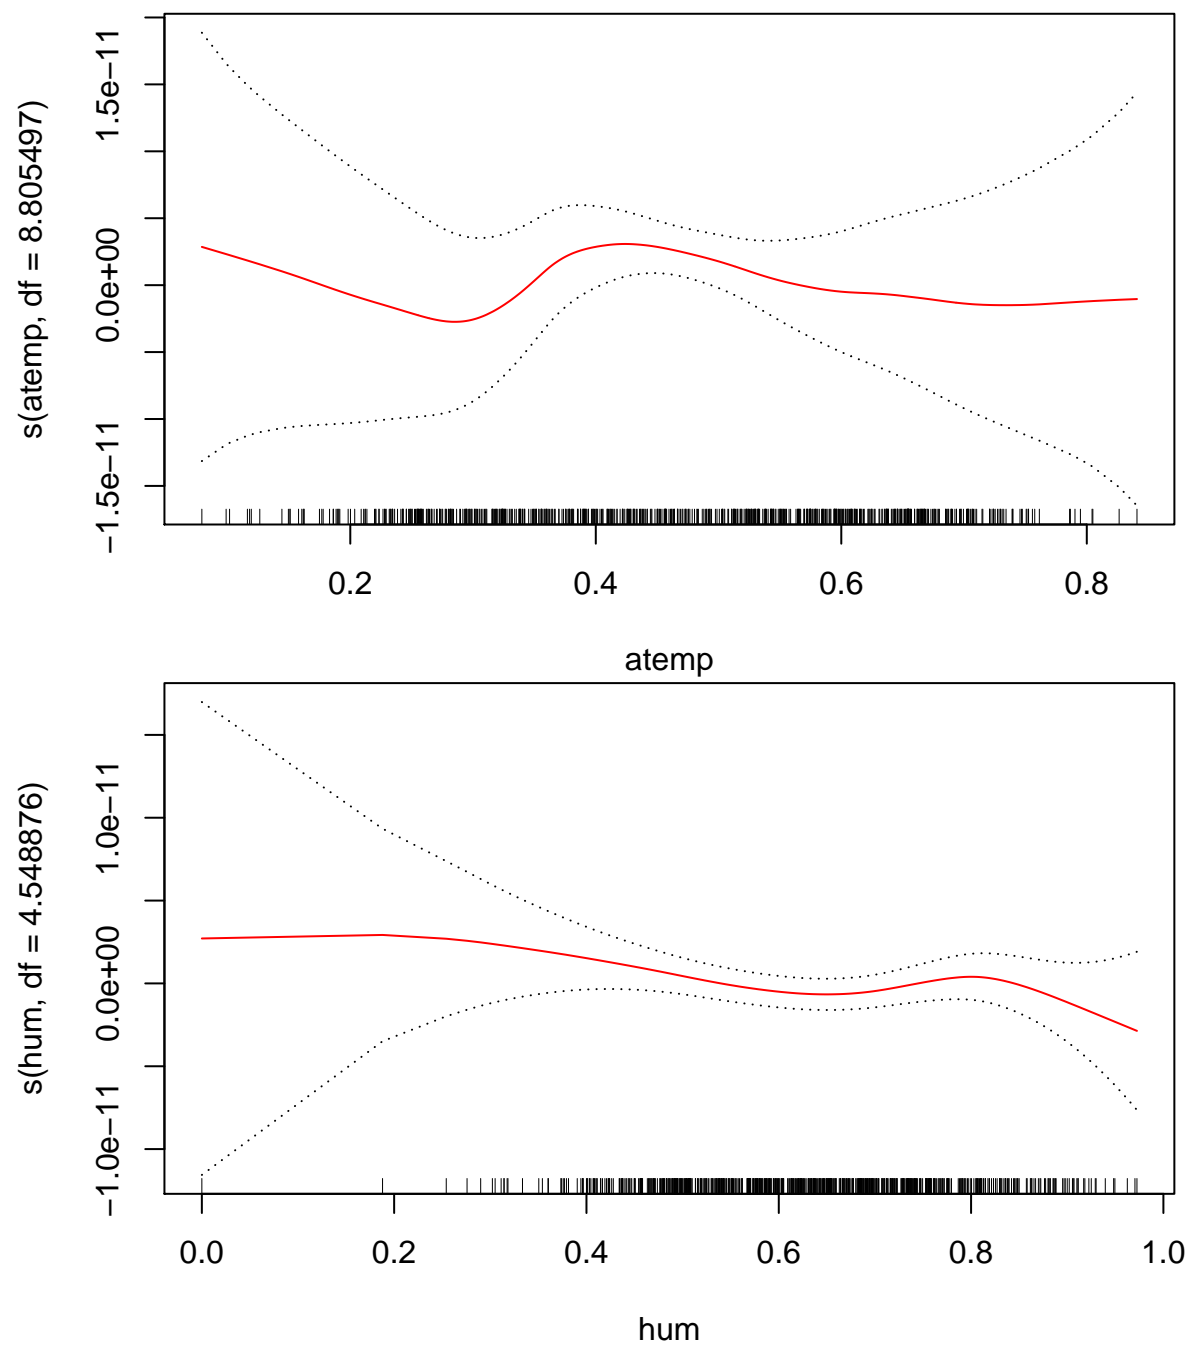 s(atemp, df = 8.805497)
1.5e−11
0.0e+00
−1.5e−11
0.2 0.4 0.6 0.8
atemp
s(hum, df = 4.548876)
1.0e−11
0.0e+00
−1.0e−11
0.0 0.2 0.4 0.6 0.8 1.0
hum